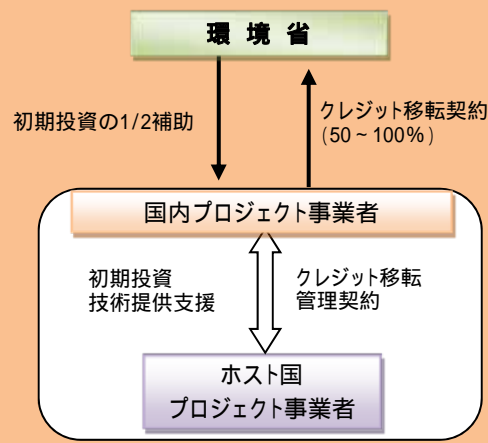 環 境 省
初期投資の1/2補助
クレジット移転契約
(50~100%)
国内プロジェクト事業者
初期投資
技術提供支援
クレジット移転
管理契約
ホスト国
プロジェクト事業者